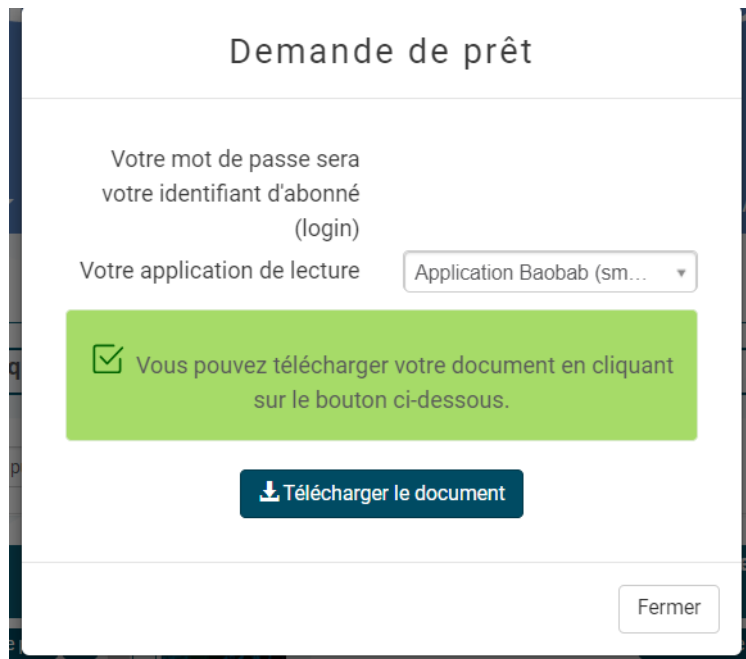 Demande de prêt
Votre mot de passe sera
votre identifiant d'abonné
(login)
Votre application de lecture
Application Baobab (sm...
Vous pouvez télécharger votre document en cliquant
sur le bouton ci-dessous.
Télécharger le document
Fermer